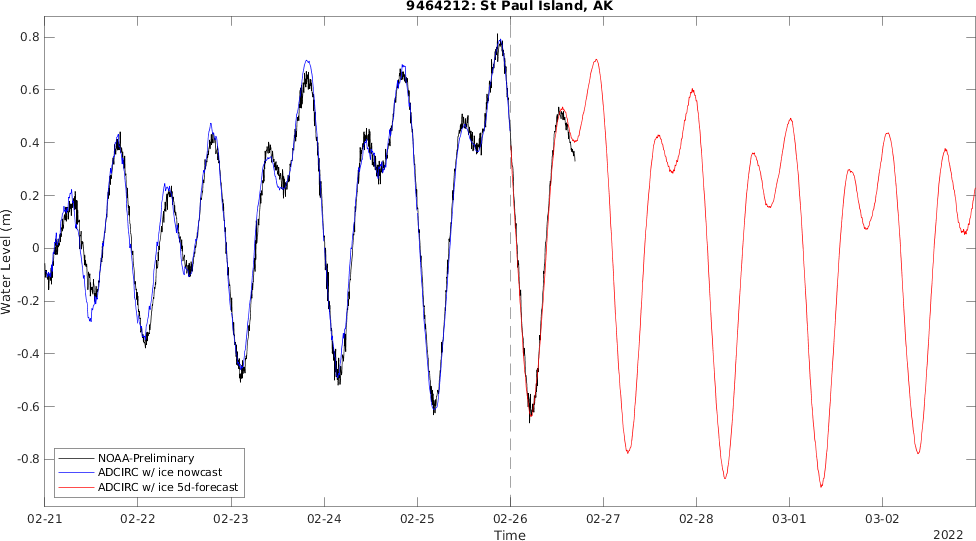 9464212: St Paul Island, AK
0.8
0.6
0.4
0.2
0
-0.2
-0.4
-0.6
-0.8
Water Level (m)
NOAA-Preliminary
ADCIRC w/ ice nowcast
ADCIRC w/ ice 5d-forecast
02-21 02-22 02-23 02-24 02-25 02-26 02-27 02-28 03-01 03-02
Time
2022